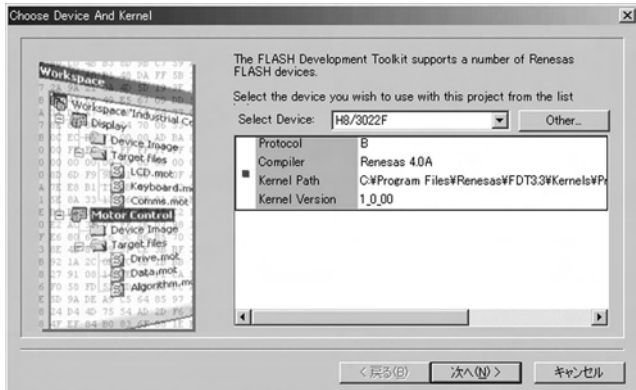 Choose Device And Kernel
The FLASH Development Toolkit supports a number of Renesas
FLASH devices.
Select the device you wish to use with this project from the list
Select Device:
H8/3022F
Other...
Protocol
B
Compiler
Renesas 4.0A
Kernel Path
C:¥Program Files¥Renesas¥FDT3.3¥Kernels¥Pr
Kernel Version
1_0_00
Workspace
Workspace "Industrial Co
Display
Device Image
Target files
LCD.mot
Keyboard.m
Comms.mot
Motor Control
Device Image
Target files
Drive.mot
Data.mot
Algorithm.m
< 戻る(B)
次へ(N) >
キャンセル